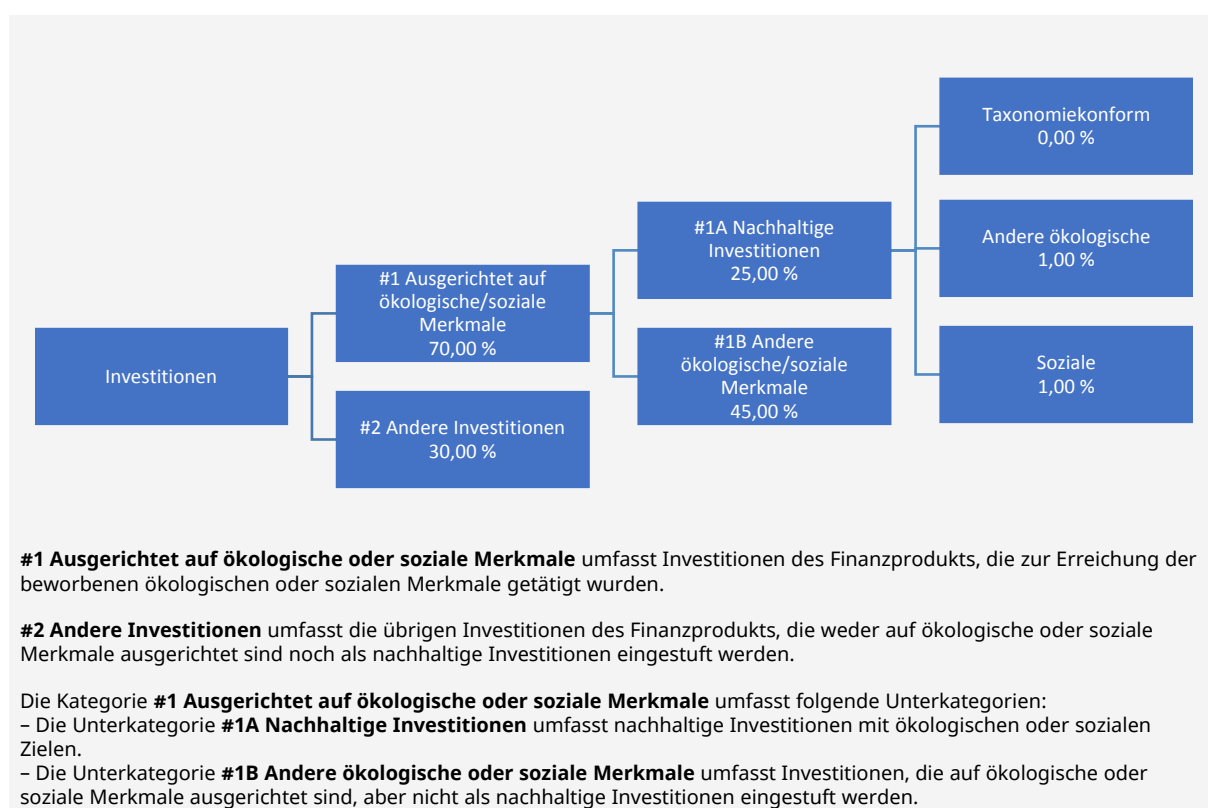 Investitionen
#1 Ausgerichtet auf
ökologische/soziale
Merkmale
70,00 %
#2 Andere Investitionen
30,00 %
#1A Nachhaltige
Investitionen
25,00 %
#1B Andere
ökologische/soziale
Merkmale
45,00 %
Taxonomiekonform
0,00 %
Andere ökologische
1,00 %
Soziale
1,00 %
#1 Ausgerichtet auf ökologische oder soziale Merkmale umfasst Investitionen des Finanzprodukts, die zur Erreichung der
beworbenen ökologischen oder sozialen Merkmale getätigt wurden.
#2 Andere Investitionen umfasst die übrigen Investitionen des Finanzprodukts, die weder auf ökologische oder soziale
Merkmale ausgerichtet sind noch als nachhaltige Investitionen eingestuft werden.
Die Kategorie #1 Ausgerichtet auf ökologische oder soziale Merkmale umfasst folgende Unterkategorien:
– Die Unterkategorie #1A Nachhaltige Investitionen umfasst nachhaltige Investitionen mit ökologischen oder sozialen
Zielen.
– Die Unterkategorie #1B Andere ökologische oder soziale Merkmale umfasst Investitionen, die auf ökologische oder
soziale Merkmale ausgerichtet sind, aber nicht als nachhaltige Investitionen eingestuft werden.